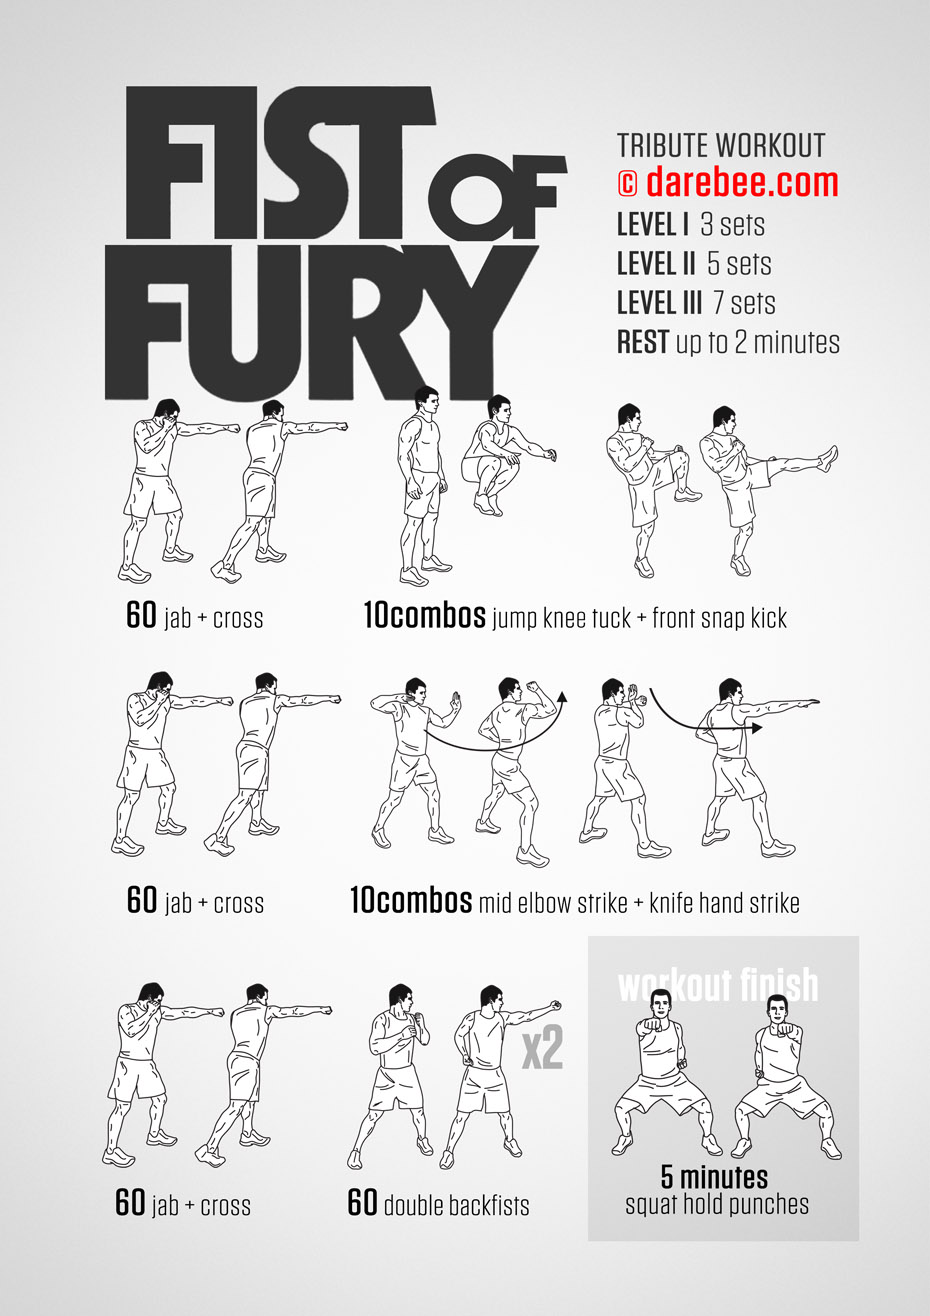 FIST OF
FURY
TRIBUTE WORKOUT
© darebee.com
LEVEL I 3 sets
LEVEL II 5 sets
LEVEL III 7 sets
REST up to 2 minutes
60 jab + cross
10combos jump knee tuck + front snap kick
60 jab + cross
10combos mid elbow strike + knife hand strike
60 jab + cross
x2
60 double backfists
workout finish
5 minutes
squat hold punches